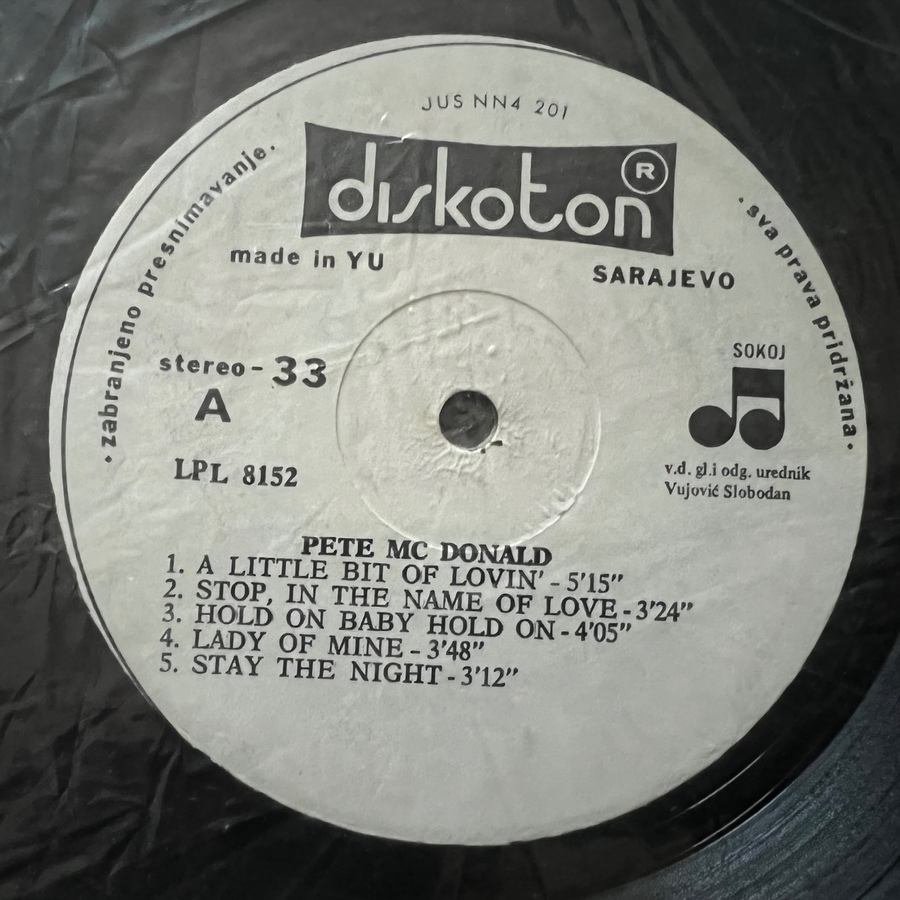 JUS NN4 201
diskoton ®
made in YU
SARAJEVO
• zabranjeno presnimavanje •
• sva prava pridržana •
stereo - 33
A
LPL 8152
SOKOJ
v.d. gl.i odg. urednik
Vujović Slobodan
PETE MC DONALD
1. A LITTLE BIT OF LOVIN' - 5'15"
2. STOP, IN THE NAME OF LOVE - 3'24"
3. HOLD ON BABY HOLD ON - 4'05"
4. LADY OF MINE - 3'48"
5. STAY THE NIGHT - 3'12"